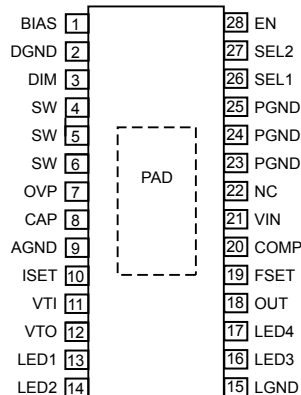 BIAS 1 28 EN
DGND 2 27 SEL2
DIM 3 26 SEL1
SW 4 25 PGND
SW 5 24 PGND
SW 6 23 PGND
PAD
OVP 7 22 NC
CAP 8 21 VIN
AGND 9 20 COMP
ISET 10 19 FSET
VTI 11 18 OUT
VTO 12 17 LED4
LED1 13 16 LED3
LED2 14 15 LGND